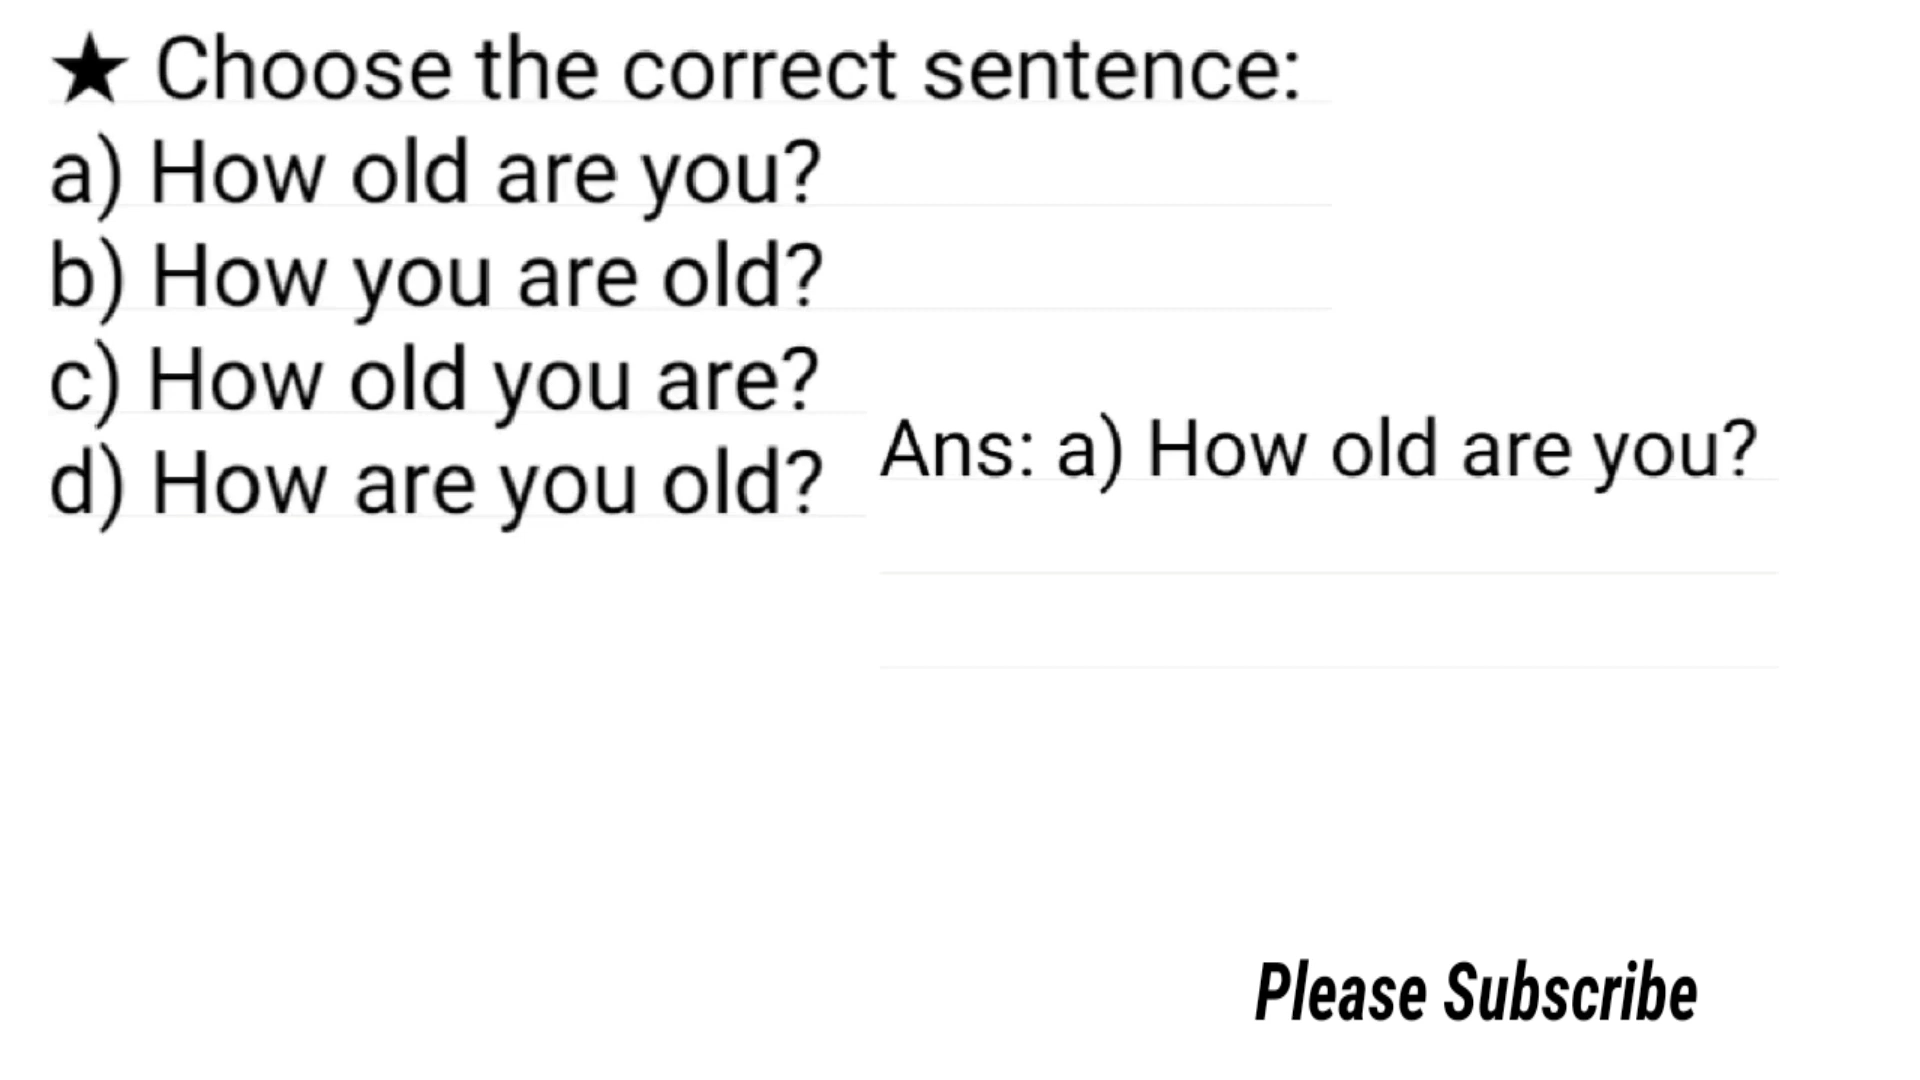 ★ Choose the correct sentence:
a) How old are you?
b) How you are old?
c) How old you are?
d) How are you old?
Ans: a) How old are you?
Please Subscribe